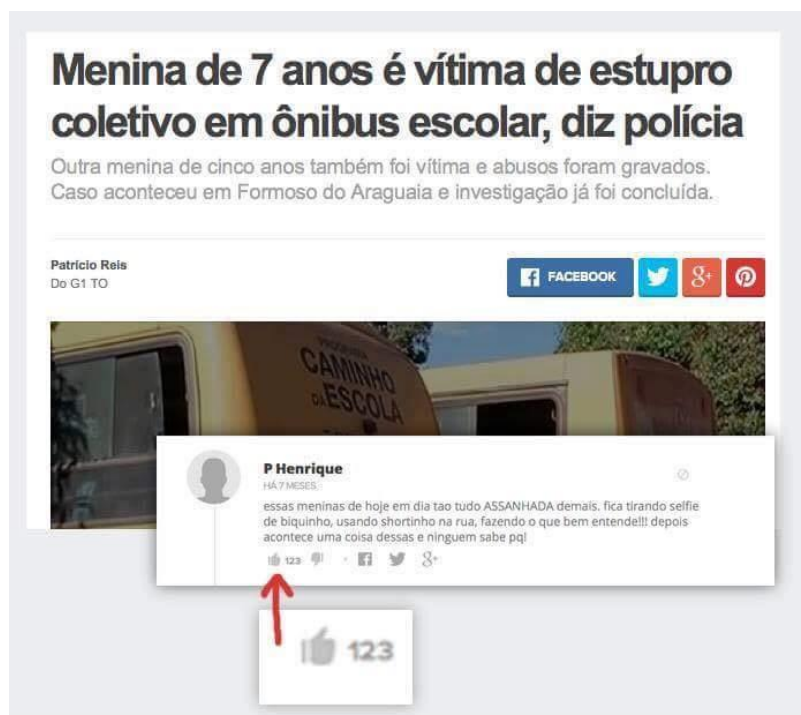 Menina de 7 anos é vítima de estupro
coletivo em ônibus escolar, diz polícia
Outra menina de cinco anos também foi vítima e abusos foram gravados.
Caso aconteceu em Formoso do Araguaia e investigação já foi concluída.
Patrício Reis
Do G1 TO
FACEBOOK
8+
CAMINHO
DA ESCOLA
P Henrique
HÁ 7 MESES
essas meninas de hoje em dia tao tudo ASSANHADA demais. fica tirando selfie
de biquinho, usando shortinho na rua, fazendo o que bem entende!!! depois
acontece uma coisa dessas e ninguem sabe pq!
123
8+
123